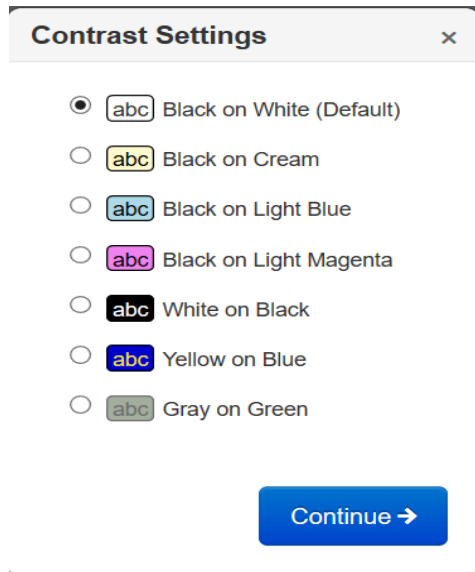 Contrast Settings ×
abc Black on White (Default)
abc Black on Cream
abc Black on Light Blue
abc Black on Light Magenta
abc White on Black
abc Yellow on Blue
abc Gray on Green
Continue →